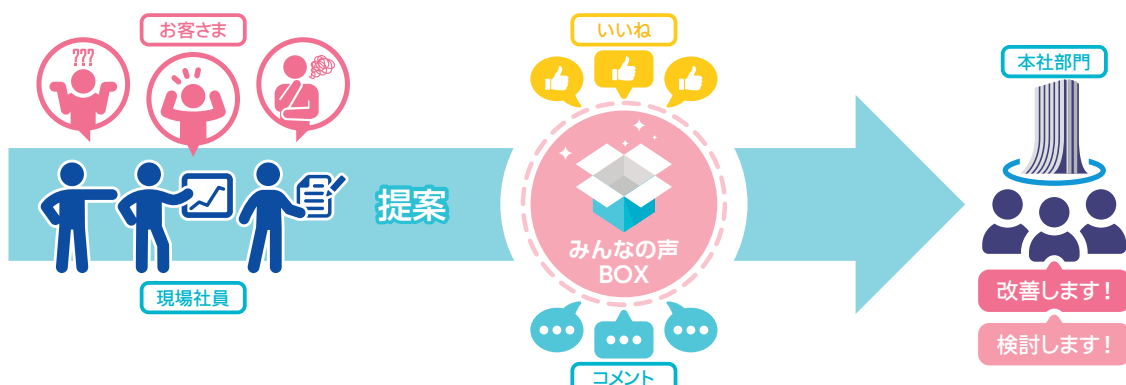 お客さま
???
現場社員
提案
いいね
みんなの声
BOX
コメント
本社部門
改善します！
検討します！